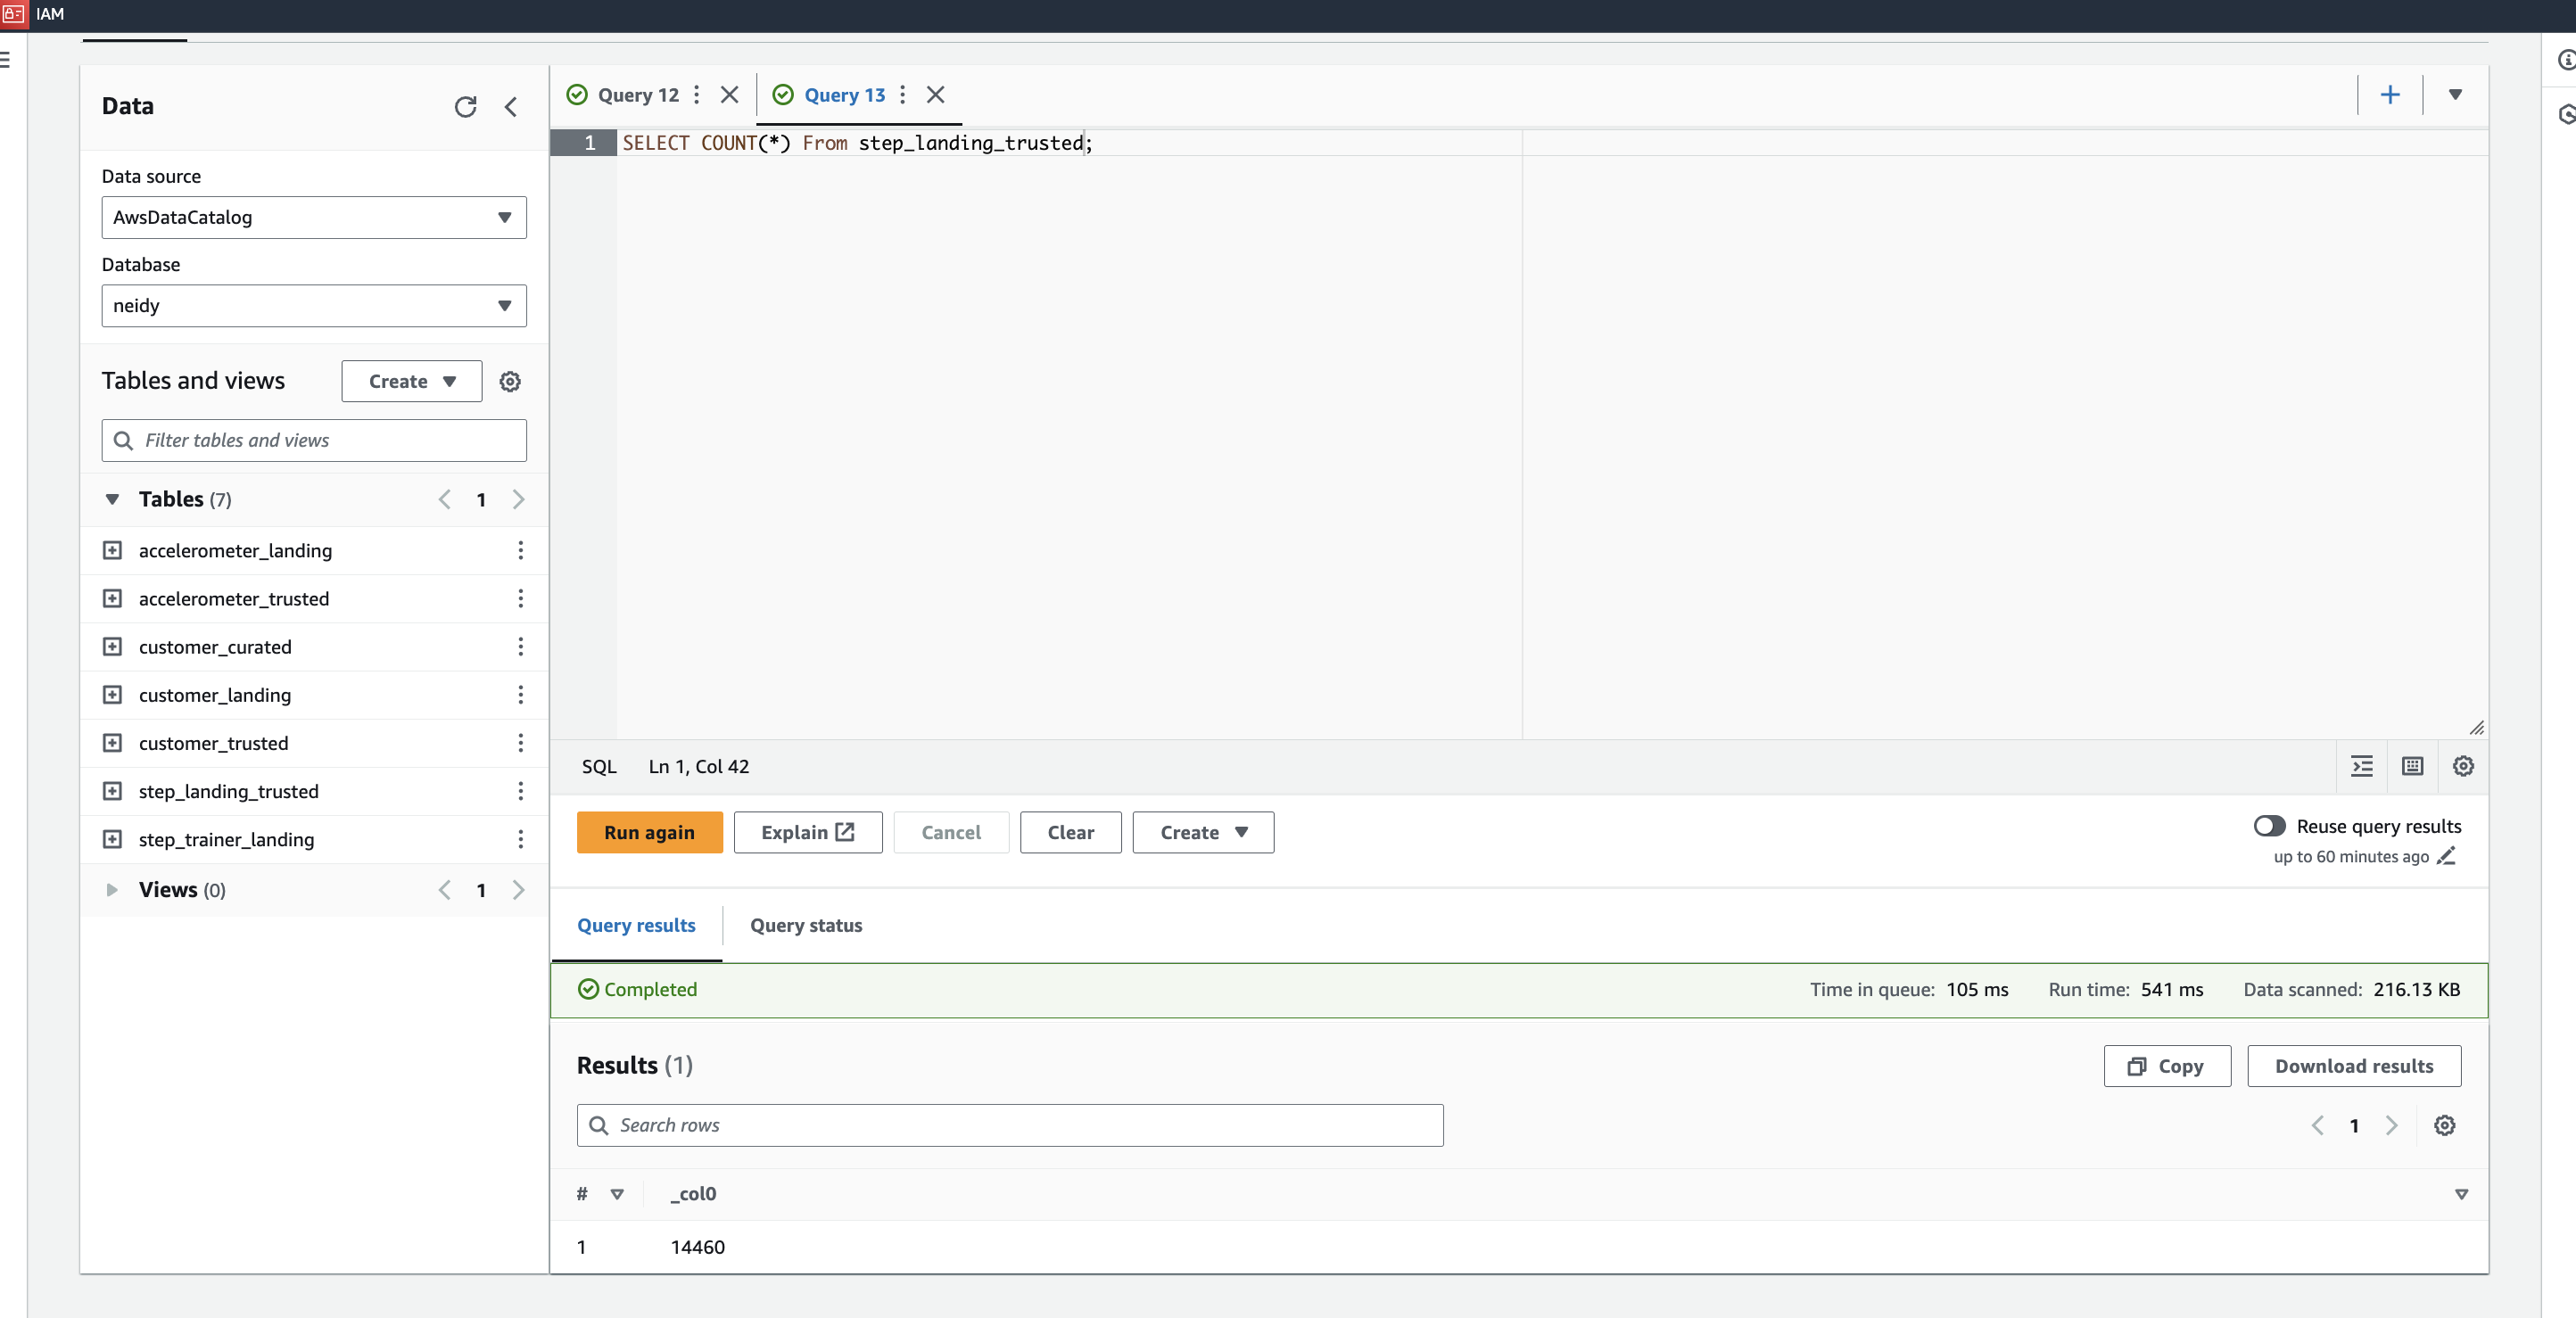 IAM
Data
Data source
AwsDataCatalog
Database
neidy
Tables and views
Create
Filter tables and views
Tables (7)
1
accelerometer_landing
accelerometer_trusted
customer_curated
customer_landing
customer_trusted
step_landing_trusted
step_trainer_landing
Views (0)
1
Query 12
Query 13
1 SELECT COUNT(*) From step_landing_trusted;
SQL Ln 1, Col 42
Run again
Explain
Cancel
Clear
Create
Reuse query results
up to 60 minutes ago
Query results
Query status
Completed
Time in queue: 105 ms
Run time: 541 ms
Data scanned: 216.13 KB
Results (1)
Copy
Download results
Search rows
1
# _col0
1 14460